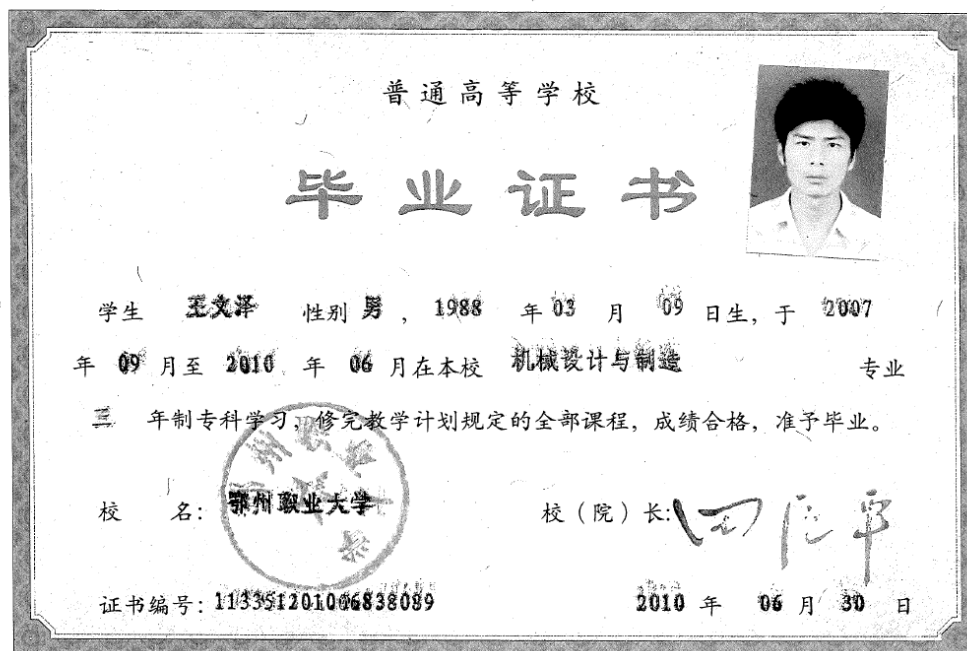 普通高等学校
毕业证书
学生 王文泽 性别 男 , 1988 年 03 月 09 日生, 于 2007
年 09 月至 2010 年 06 月在本校 机械设计与制造 专业
三 年制专科学习, 修完教学计划规定的全部课程, 成绩合格, 准予毕业。
校 名: 鄂州职业大学 校（院）长:
证书编号: 2010 年 06 月 30 日